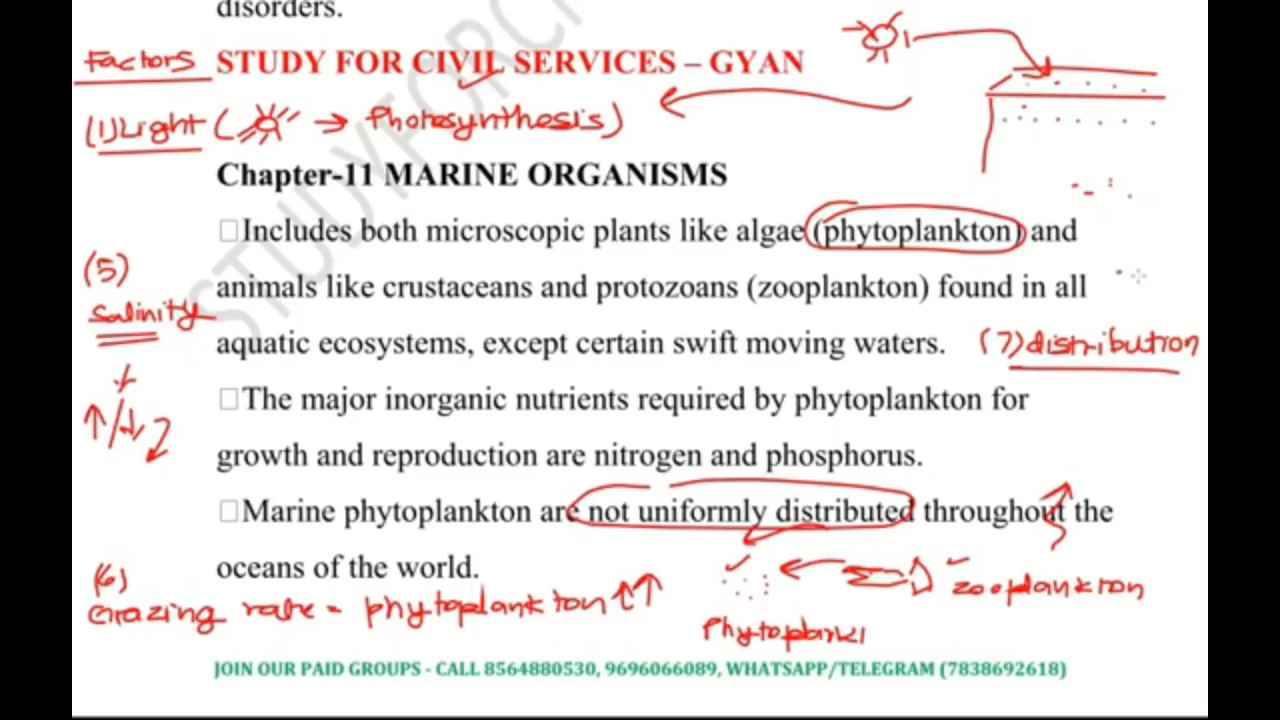 disorders.
Factors STUDY FOR CIVIL SERVICES – GYAN
(1) Light ( → Photosynthesis)
Chapter-11 MARINE ORGANISMS
Includes both microscopic plants like algae (phytoplankton) and
(5)
animals like crustaceans and protozoans (zooplankton) found in all
salinity
aquatic ecosystems, except certain swift moving waters. (7) distribution
The major inorganic nutrients required by phytoplankton for
growth and reproduction are nitrogen and phosphorus.
Marine phytoplankton are not uniformly distributed throughout the
oceans of the world.
(6)
Grazing rate = phytoplankton ↑↑
zooplankton
JOIN OUR PAID GROUPS - CALL 8564880530, 9696066089, WHATSAPP/TELEGRAM (7838692618)